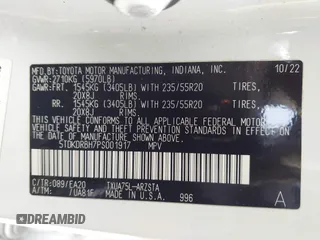 MFD. BY: TOYOTA MOTOR MANUFACTURING, INDIANA, INC. 10/22
GVWR: 2710KG (5970LB)
GAWR: FRT. 1545KG (3405LB) WITH 235/55R20 TIRES,
20X8J RIMS,
RR. 1545KG (3405LB) WITH 235/55R20 TIRES,
20X8J RIMS,
THIS VEHICLE CONFORMS TO ALL APPLICABLE FEDERAL MOTOR
VEHICLE SAFETY AND THEFT PREVENTION STANDARDS IN EFFECT
ON THE DATE OF MANUFACTURE SHOWN ABOVE.
5TDKDRBH7PS001917 MPV
C/TR: 089/EA20 TXUA75L-ARZSTA
A/TM: /UA81F MADE IN U.S.A. 996 A